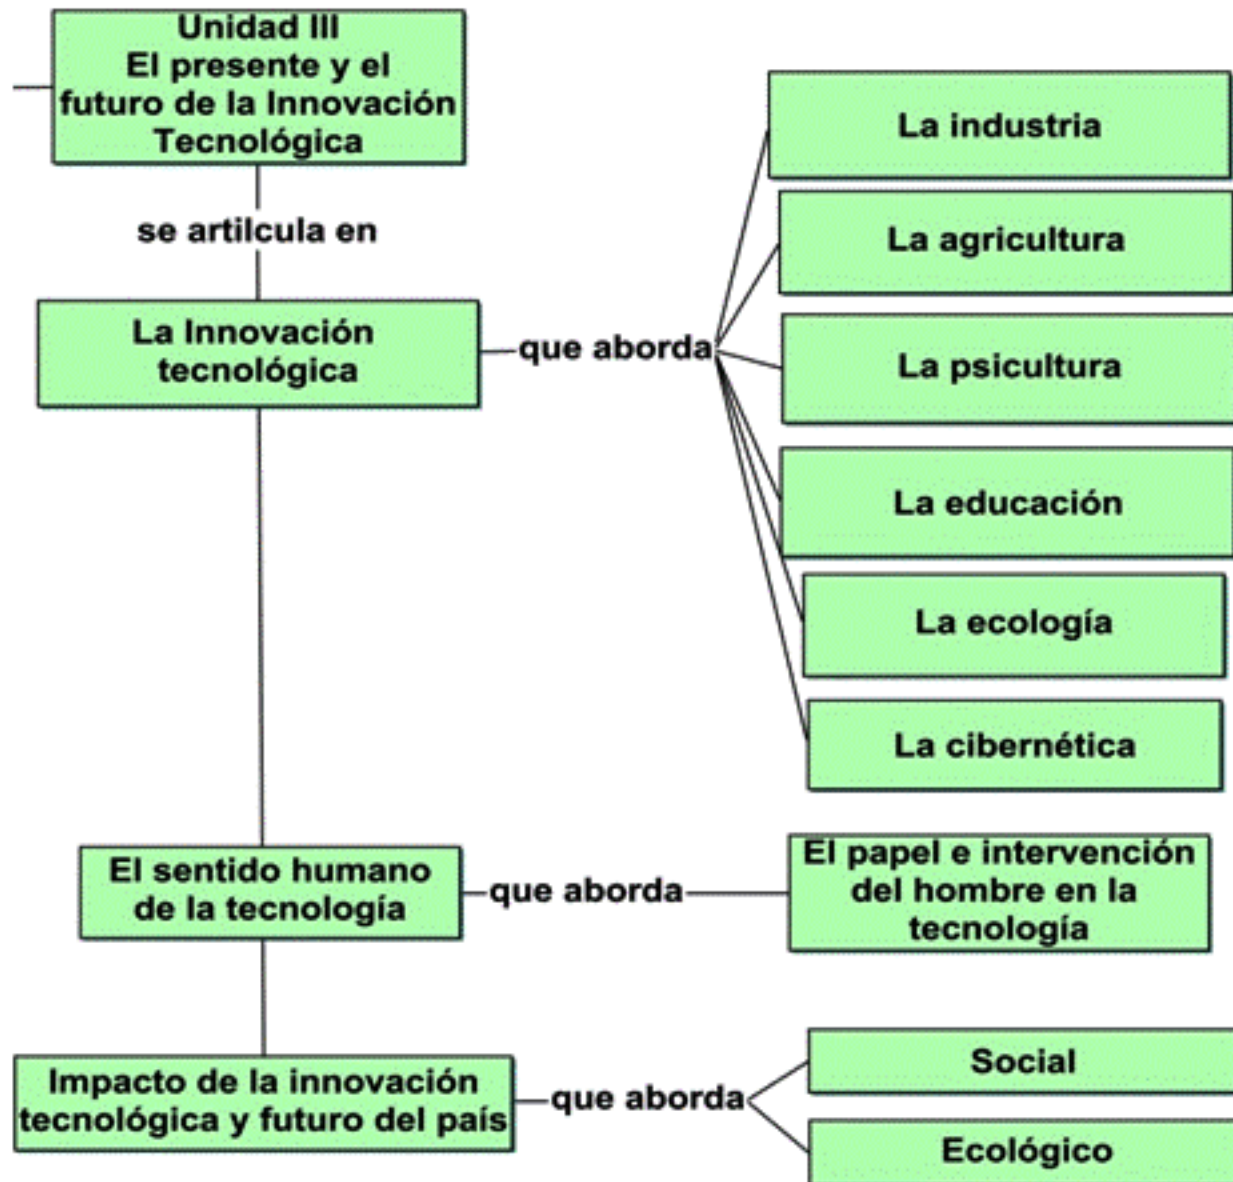 Unidad III
El presente y el
futuro de la Innovación
Tecnológica
se artilcula en
La Innovación
tecnológica
que aborda
La industria
La agricultura
La psicultura
La educación
La ecología
La cibernética
El sentido humano
de la tecnología
que aborda
El papel e intervención
del hombre en la
tecnología
Impacto de la innovación
tecnológica y futuro del país
que aborda
Social
Ecológico